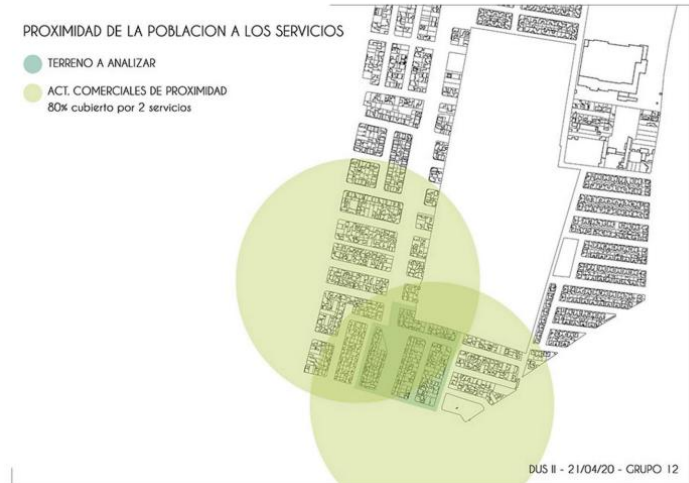 PROXIMIDAD DE LA POBLACION A LOS SERVICIOS
TERRENO A ANALIZAR
ACT. COMERCIALES DE PROXIMIDAD
80% cubierto por 2 servicios
DUS II - 21/04/20 - GRUPO 12